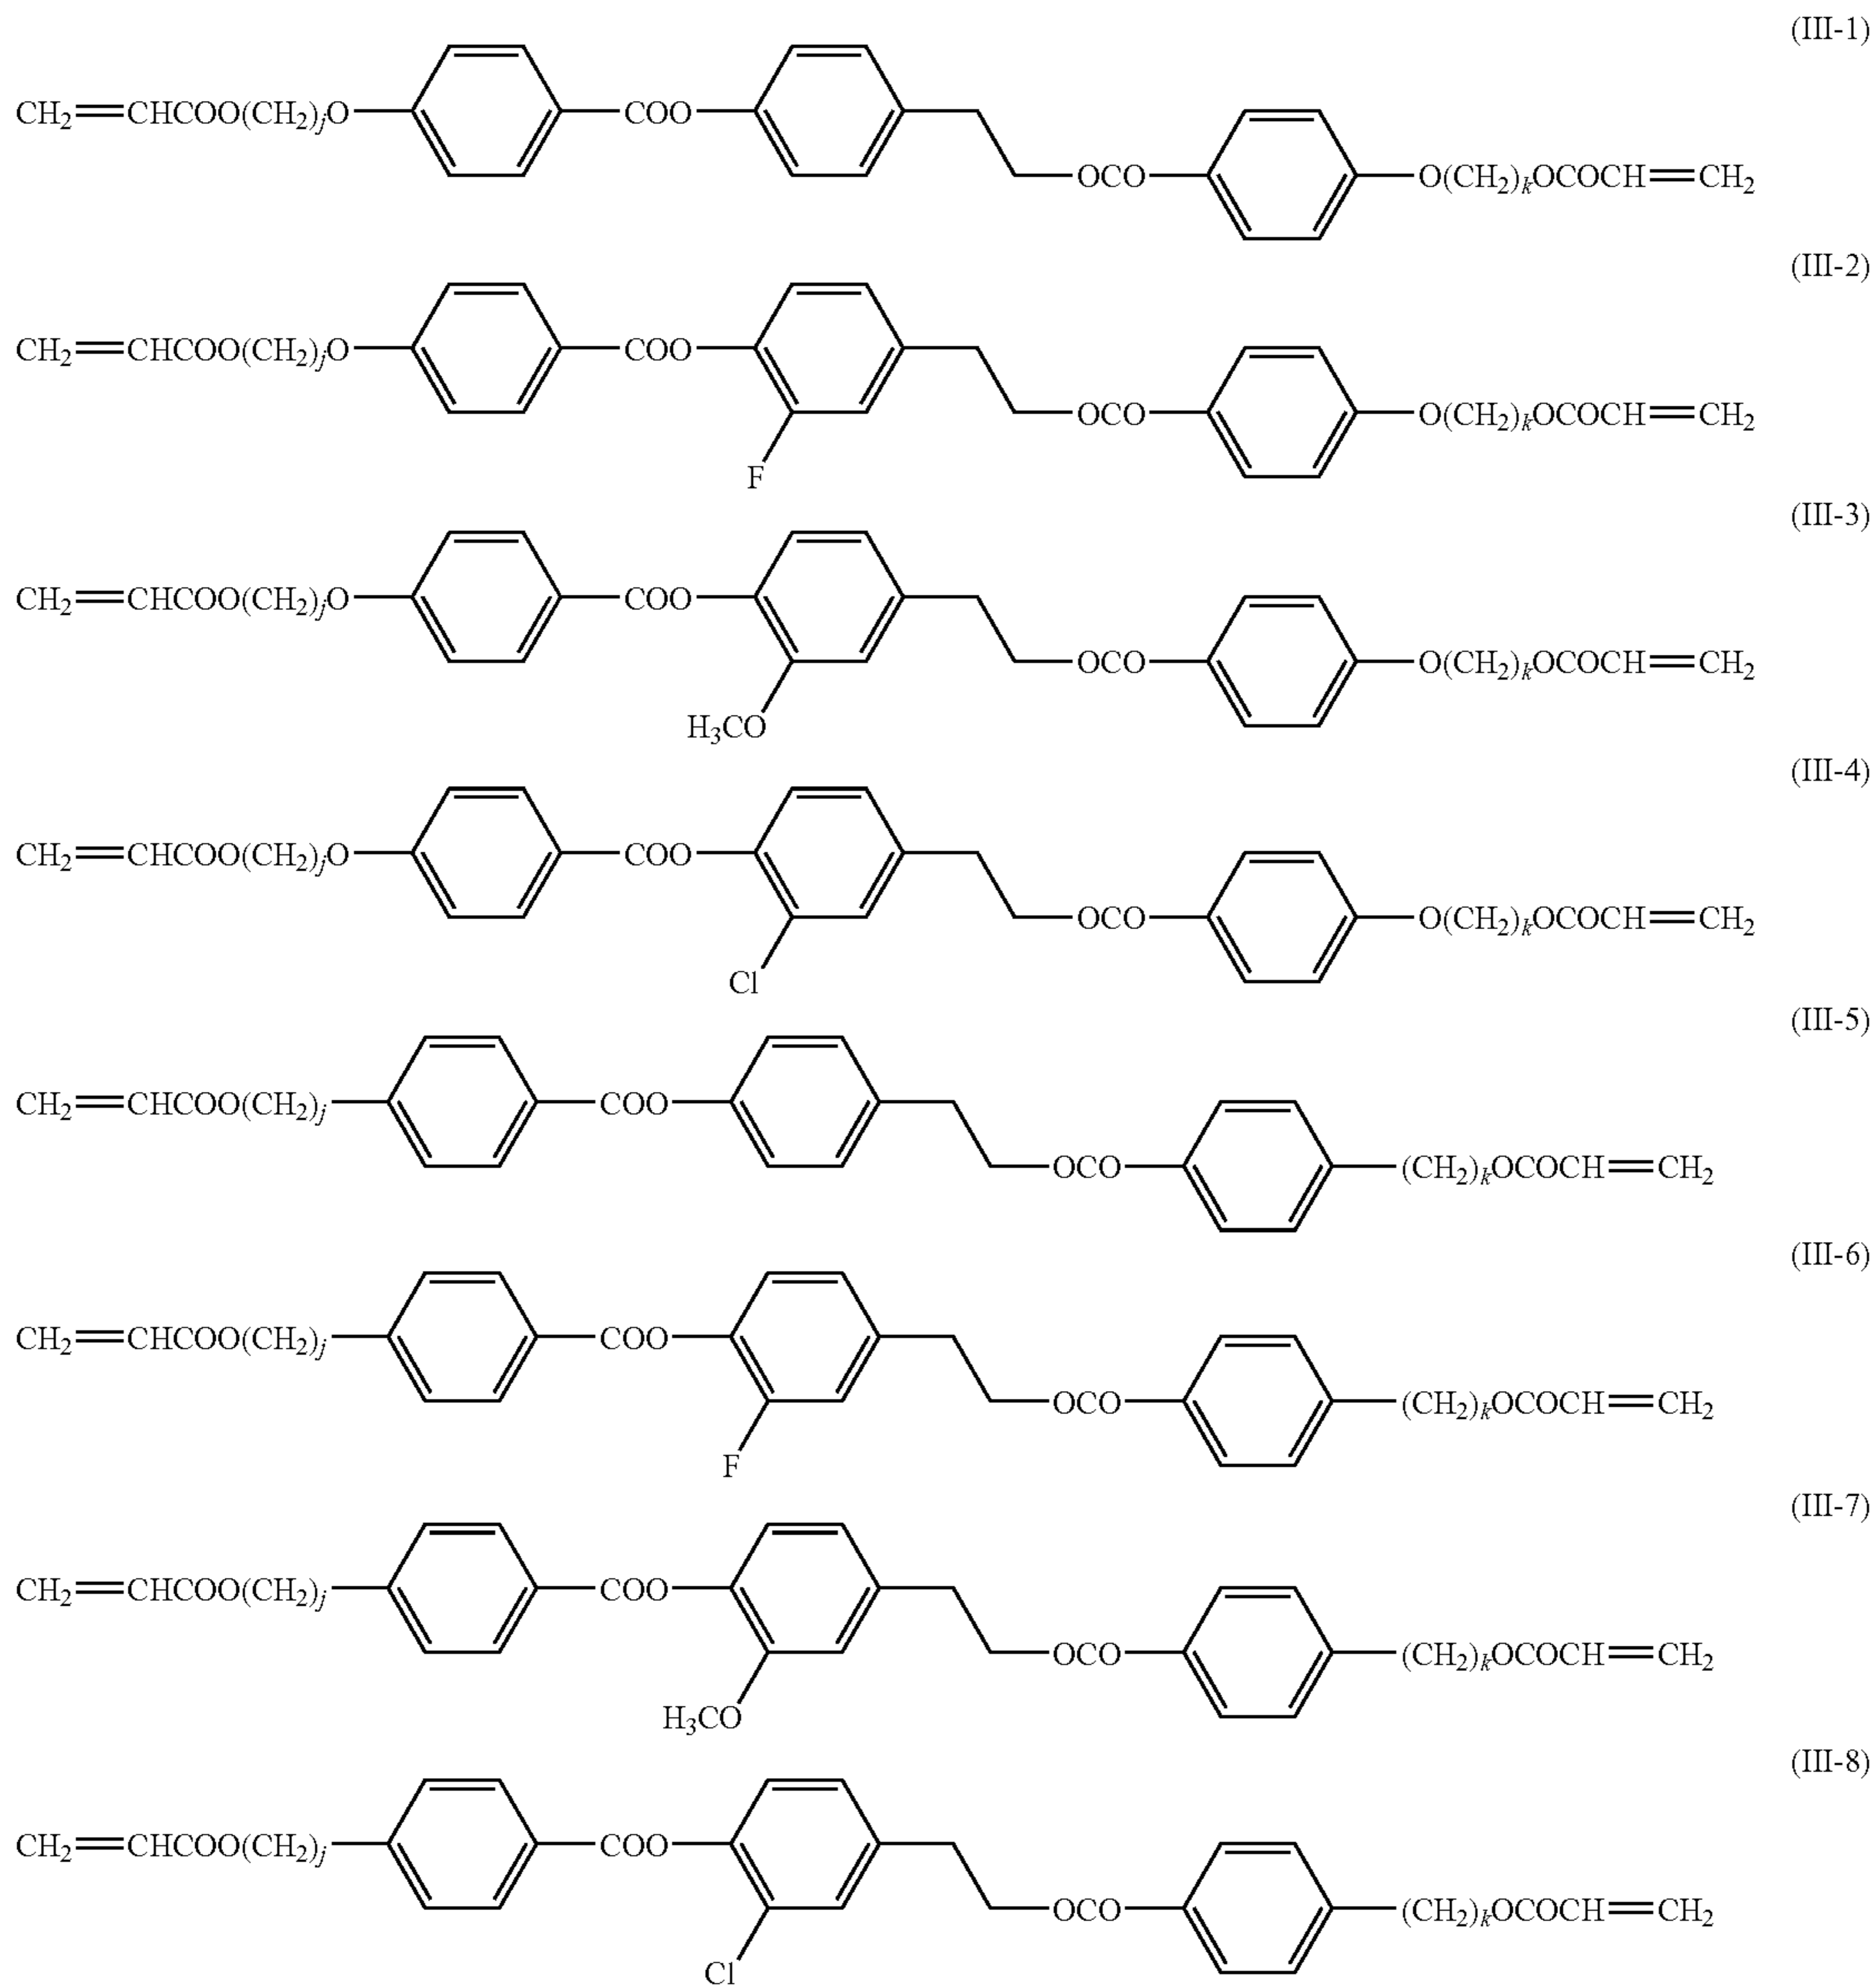 (III-1)
CH2=CHCOO(CH2)jO COO OCO O(CH2)kOCOCH=CH2
(III-2)
CH2=CHCOO(CH2)jO COO OCO O(CH2)kOCOCH=CH2
F
(III-3)
CH2=CHCOO(CH2)jO COO OCO O(CH2)kOCOCH=CH2
H3CO
(III-4)
CH2=CHCOO(CH2)jO COO OCO O(CH2)kOCOCH=CH2
Cl
(III-5)
CH2=CHCOO(CH2)j COO OCO (CH2)kOCOCH=CH2
(III-6)
CH2=CHCOO(CH2)j COO OCO (CH2)kOCOCH=CH2
F
(III-7)
CH2=CHCOO(CH2)j COO OCO (CH2)kOCOCH=CH2
H3CO
(III-8)
CH2=CHCOO(CH2)j COO OCO (CH2)kOCOCH=CH2
Cl